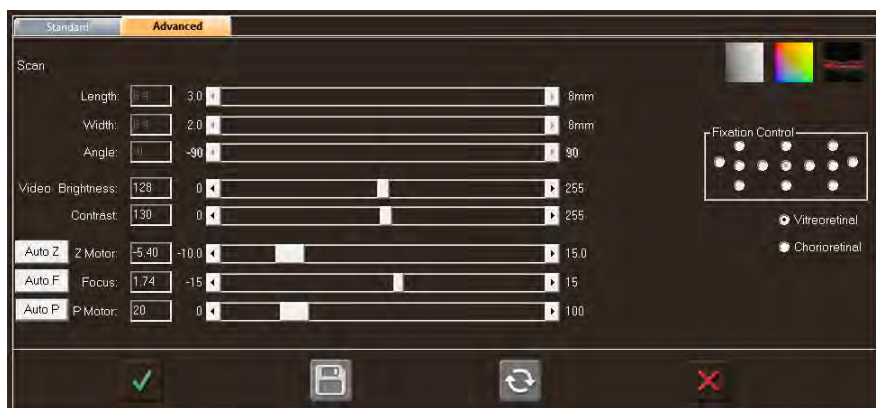 Standard Advanced
Scan
Length: 3.0 8mm
Width: 2.0 8mm
Fixation Control
Angle: -90 90
Video Brightness: 128 0 255
Contrast: 130 0 255
Vitreoretinal
Auto Z Z Motor: -5.40 -10.0 15.0
Chorioretinal
Auto F Focus: 1.74 -15 15
Auto P P Motor: 20 0 100